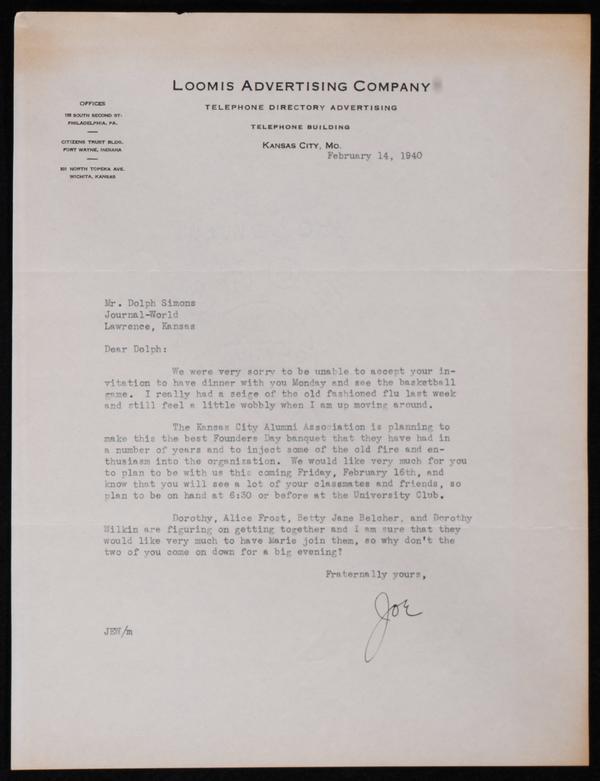 LOOMIS ADVERTISING COMPANY
TELEPHONE DIRECTORY ADVERTISING
TELEPHONE BUILDING
KANSAS CITY, MO.
OFFICES
112 SOUTH SECOND ST.
PHILADELPHIA, PA.
CITIZENS TRUST BLDG.
FORT WAYNE, INDIANA
101 NORTH TOPEKA AVE.
WICHITA, KANSAS
February 14, 1940
Mr. Dolph Simons
Journal-World
Lawrence, Kansas
Dear Dolph:
We were very sorry to be unable to accept your in-
vitation to have dinner with you Monday and see the basketball
game. I really had a seige of the old fashioned flu last week
and still feel a little wobbly when I am up moving around.
The Kansas City Alumni Association is planning to
make this the best Founders Day banquet that they have had in
a number of years and to inject some of the old fire and en-
thusiasm into the organization. We would like very much for you
to plan to be with us this coming Friday, February 16th, and
know that you will see a lot of your classmates and friends, so
plan to be on hand at 6:30 or before at the University Club.
Dorothy, Alice Frost, Betty Jane Belcher, and Dorothy
Wilkin are figuring on getting together and I am sure that they
would like very much to have Marie join them, so why don't the
two of you come on down for a big evening?
Fraternally yours,
Joe
JEW/m